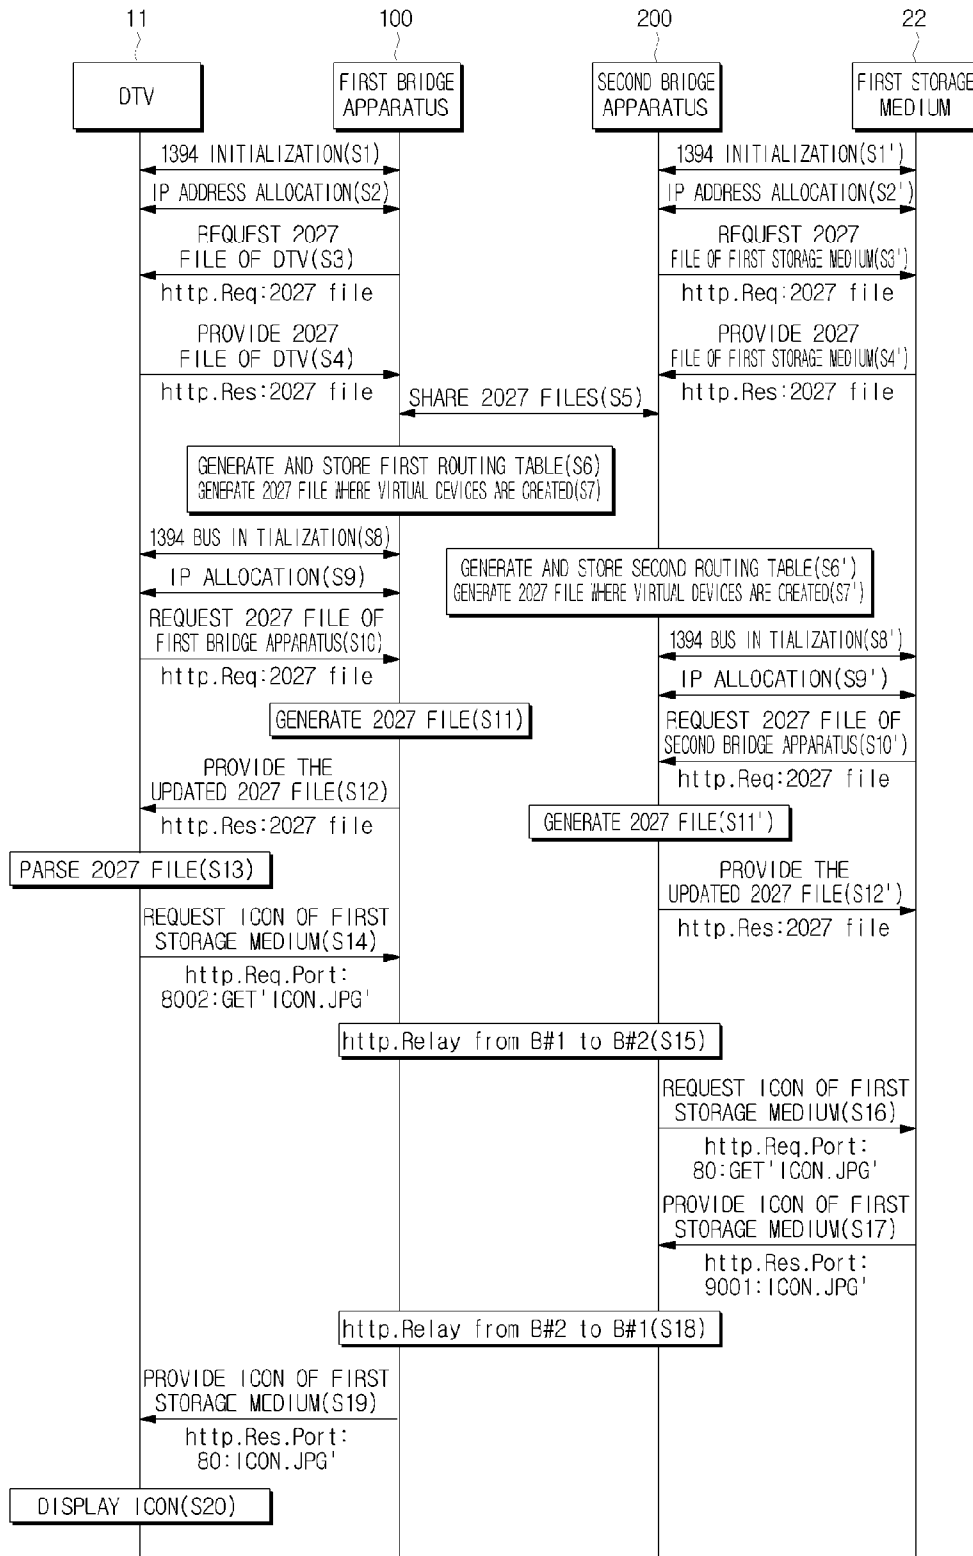 11
100
200
22
DTV
FIRST BRIDGE
APPARATUS
SECOND BRIDGE
APPARATUS
FIRST STORAGE
MEDIUM
1394 INITIALIZATION(S1)
1394 INITIALIZATION(S1')
IP ADDRESS ALLOCATION(S2)
IP ADDRESS ALLOCATION(S2')
REQUEST 2027
FILE OF DTV(S3)
http.Req:2027 file
REQUEST 2027
FILE OF FIRST STORAGE MEDIUM(S3')
http.Req:2027 file
PROVIDE 2027
FILE OF DTV(S4)
http.Res:2027 file
PROVIDE 2027
FILE OF FIRST STORAGE MEDIUM(S4')
http.Res:2027 file
SHARE 2027 FILES(S5)
GENERATE AND STORE FIRST ROUTING TABLE(S6)
GENERATE 2027 FILE WHERE VIRTUAL DEVICES ARE CREATED(S7)
1394 BUS IN TIALIZATION(S8)
IP ALLOCATION(S9)
GENERATE AND STORE SECOND ROUTING TABLE(S6')
GENERATE 2027 FILE WHERE VIRTUAL DEVICES ARE CREATED(S7')
REQUEST 2027 FILE OF
FIRST BRIDGE APPARATUS(S10)
http.Req:2027 file
1394 BUS IN TIALIZATION(S8')
IP ALLOCATION(S9')
GENERATE 2027 FILE(S11)
REQUEST 2027 FILE OF
SECOND BRIDGE APPARATUS(S10')
http.Req:2027 file
PROVIDE THE
UPDATED 2027 FILE(S12)
http.Res:2027 file
GENERATE 2027 FILE(S11')
PARSE 2027 FILE(S13)
PROVIDE THE
UPDATED 2027 FILE(S12')
http.Res:2027 file
REQUEST ICON OF FIRST
STORAGE MEDIUM(S14)
http.Req.Port:
8002:GET'ICON.JPG'
http.Relay from B#1 to B#2(S15)
REQUEST ICON OF FIRST
STORAGE MEDIUM(S16)
http.Req.Port:
80:GET'ICON.JPG'
PROVIDE ICON OF FIRST
STORAGE MEDIUM(S17)
http.Res.Port:
9001:ICON.JPG'
http.Relay from B#2 to B#1(S18)
PROVIDE ICON OF FIRST
STORAGE MEDIUM(S19)
http.Res.Port:
80:ICON.JPG'
DISPLAY ICON(S20)